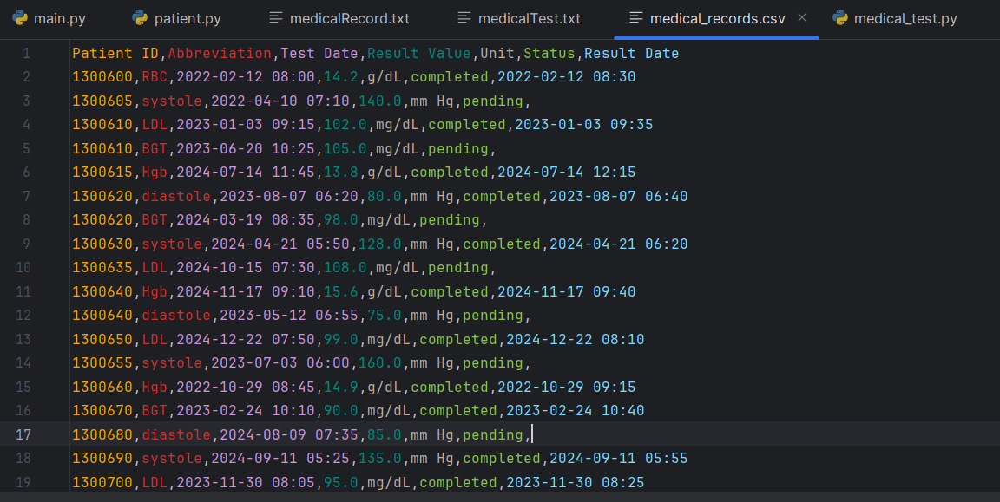 main.py patient.py medicalRecord.txt medicalTest.txt medical_records.csv medical_test.py
1 Patient ID,Abbreviation,Test Date,Result Value,Unit,Status,Result Date
2 1300600,RBC,2022-02-12 08:00,14.2,g/dL,completed,2022-02-12 08:30
3 1300605,systole,2022-04-10 07:10,140.0,mm Hg,pending,
4 1300610,LDL,2023-01-03 09:15,102.0,mg/dL,completed,2023-01-03 09:35
5 1300610,BGT,2023-06-20 10:25,105.0,mg/dL,pending,
6 1300615,Hgb,2024-07-14 11:45,13.8,g/dL,completed,2024-07-14 12:15
7 1300620,diastole,2023-08-07 06:20,80.0,mm Hg,completed,2023-08-07 06:40
8 1300620,BGT,2024-03-19 08:35,98.0,mg/dL,pending,
9 1300630,systole,2024-04-21 05:50,128.0,mm Hg,completed,2024-04-21 06:20
10 1300635,LDL,2024-10-15 07:30,108.0,mg/dL,pending,
11 1300640,Hgb,2024-11-17 09:10,15.6,g/dL,completed,2024-11-17 09:40
12 1300640,diastole,2023-05-12 06:55,75.0,mm Hg,pending,
13 1300650,LDL,2024-12-22 07:50,99.0,mg/dL,completed,2024-12-22 08:10
14 1300655,systole,2023-07-03 06:00,160.0,mm Hg,pending,
15 1300660,Hgb,2022-10-29 08:45,14.9,g/dL,completed,2022-10-29 09:15
16 1300670,BGT,2023-02-24 10:10,90.0,mg/dL,completed,2023-02-24 10:40
17 1300680,diastole,2024-08-09 07:35,85.0,mm Hg,pending,
18 1300690,systole,2024-09-11 05:25,135.0,mm Hg,completed,2024-09-11 05:55
19 1300700,LDL,2023-11-30 08:05,95.0,mg/dL,completed,2023-11-30 08:25